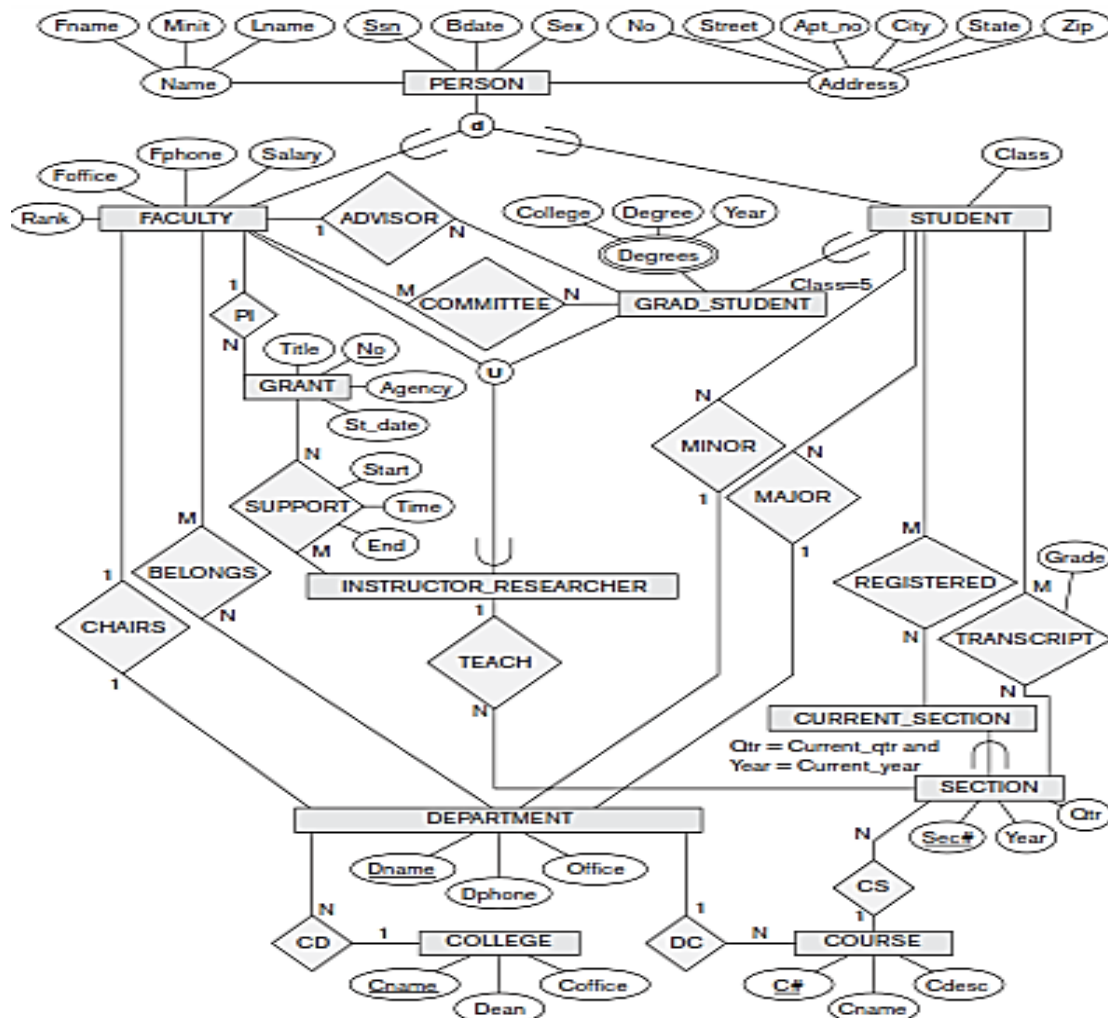 Fname Minit Lname Ssn Bdate Sex No Street Apt_no City State Zip
Name PERSON Address
d
Foffice Fphone Salary Class
Rank FACULTY ADVISOR College Degree Year STUDENT
1 N
Degrees
Class=5
1 M COMMITTEE N GRAD_STUDENT
PI
N Title No
U
GRANT Agency
St_date N
N MINOR N
Start
SUPPORT Time 1 MAJOR
End
M M 1 M
BELONGS INSTRUCTOR_RESEARCHER REGISTERED Grade
1 N 1 M
CHAIRS N TRANSCRIPT
TEACH
1 N N
CURRENT_SECTION
Qtr = Current_qtr and
Year = Current_year
SECTION
DEPARTMENT Qtr
N Sec# Year
Dname Office
Dphone CS
N 1 1
CD 1 COLLEGE DC N COURSE
Cname Coffice C# Cdesc
Dean Cname